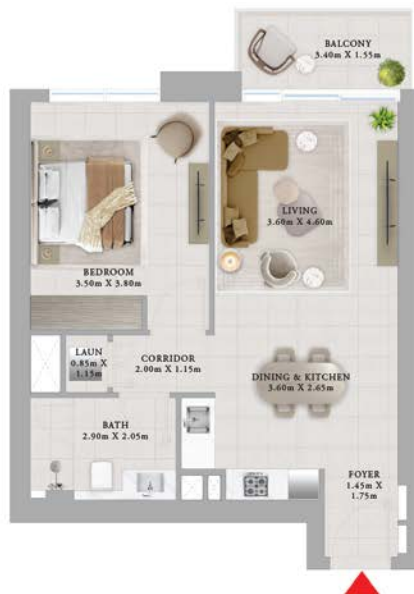 BALCONY
3.40m X 1.55m
LIVING
3.60m X 4.60m
BEDROOM
3.50m X 3.80m
LAUN
0.85m X
1.15m
CORRIDOR
2.00m X 1.15m
DINING & KITCHEN
3.60m X 2.65m
BATH
2.90m X 2.05m
FOYER
1.45m X
1.75m